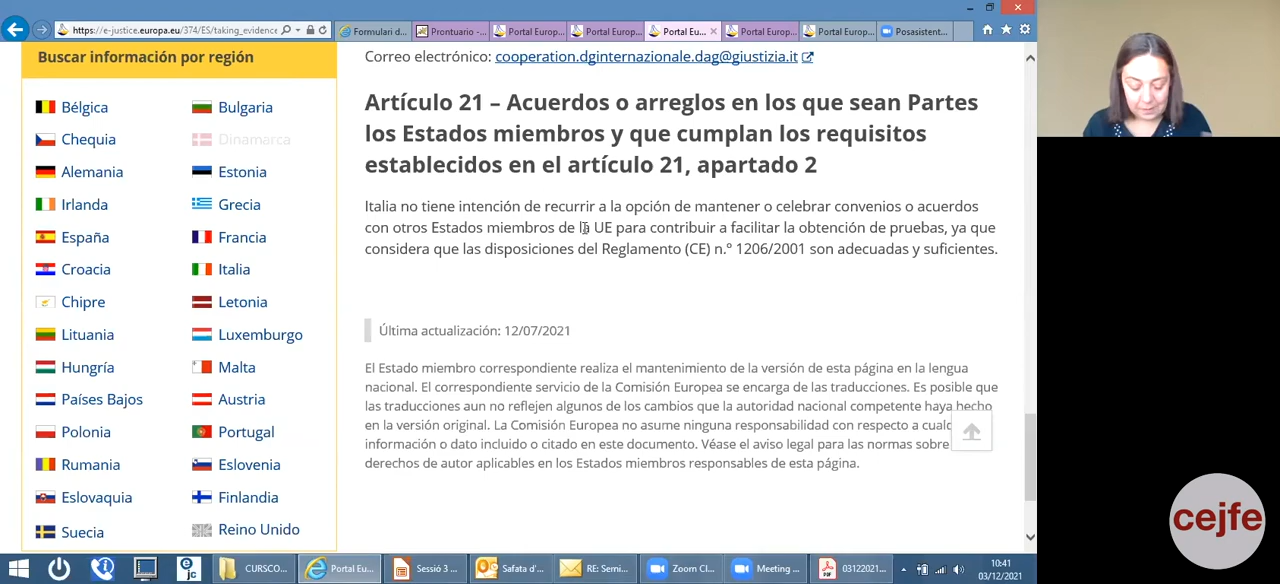 https://e-justice.europa.eu/374/ES/taking_evidence
Formulari d...
Prontuario -...
Portal Europ...
Portal Europ...
Portal Eu...
Portal Europ...
Portal Europ...
Posasistent...
Buscar información por región
Bélgica
Bulgaria
Chequia
Dinamarca
Alemania
Estonia
Irlanda
Grecia
España
Francia
Croacia
Italia
Chipre
Letonia
Lituania
Luxemburgo
Hungría
Malta
Países Bajos
Austria
Polonia
Portugal
Rumania
Eslovenia
Eslovaquia
Finlandia
Suecia
Reino Unido
Correo electrónico: cooperation.dginternazionale.dag@giustizia.it
Artículo 21 – Acuerdos o arreglos en los que sean Partes
los Estados miembros y que cumplan los requisitos
establecidos en el artículo 21, apartado 2
Italia no tiene intención de recurrir a la opción de mantener o celebrar convenios o acuerdos
con otros Estados miembros de la UE para contribuir a facilitar la obtención de pruebas, ya que
considera que las disposiciones del Reglamento (CE) n.º 1206/2001 son adecuadas y suficientes.
Última actualización: 12/07/2021
El Estado miembro correspondiente realiza el mantenimiento de la versión de esta página en la lengua
nacional. El correspondiente servicio de la Comisión Europea se encarga de las traducciones. Es posible que
las traducciones aun no reflejen algunos de los cambios que la autoridad nacional competente haya hecho
en la versión original. La Comisión Europea no asume ninguna responsabilidad con respecto a
información o dato incluido o citado en este documento. Véase el aviso legal para las normas sobre
derechos de autor aplicables en los Estados miembros responsables de esta página.
cejfe
CURSCO...
Portal Eu...
Sessió 3 ...
Safata d'...
RE: Semi...
Zoom Cl...
Meeting ...
03122021...
10:41
03/12/2021